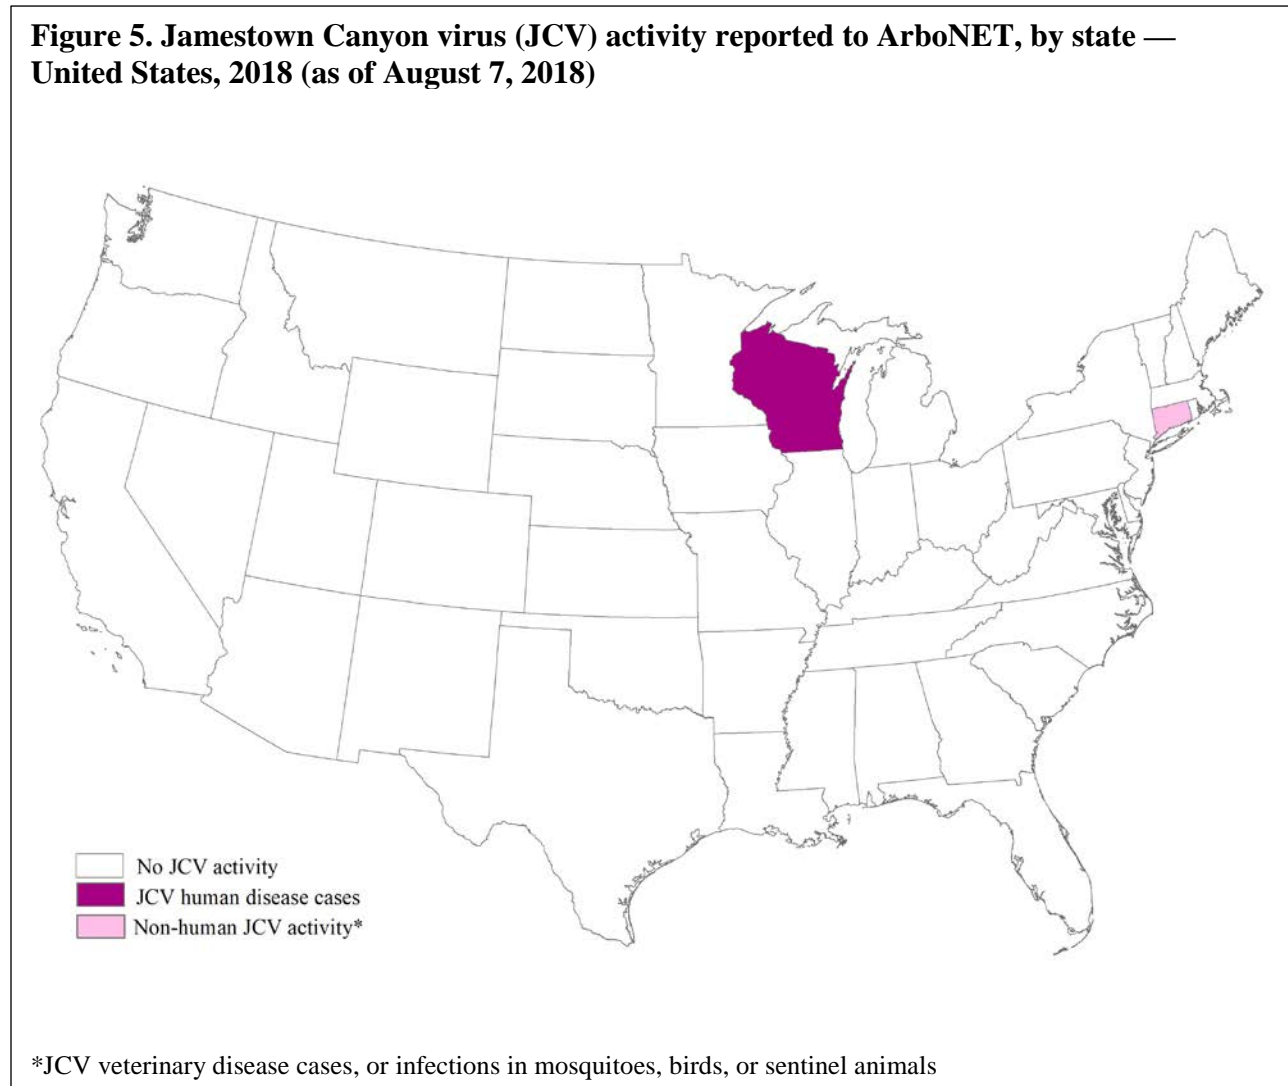 Figure 5. Jamestown Canyon virus (JCV) activity reported to ArboNET, by state —
United States, 2018 (as of August 7, 2018)
No JCV activity
JCV human disease cases
Non-human JCV activity*
*JCV veterinary disease cases, or infections in mosquitoes, birds, or sentinel animals